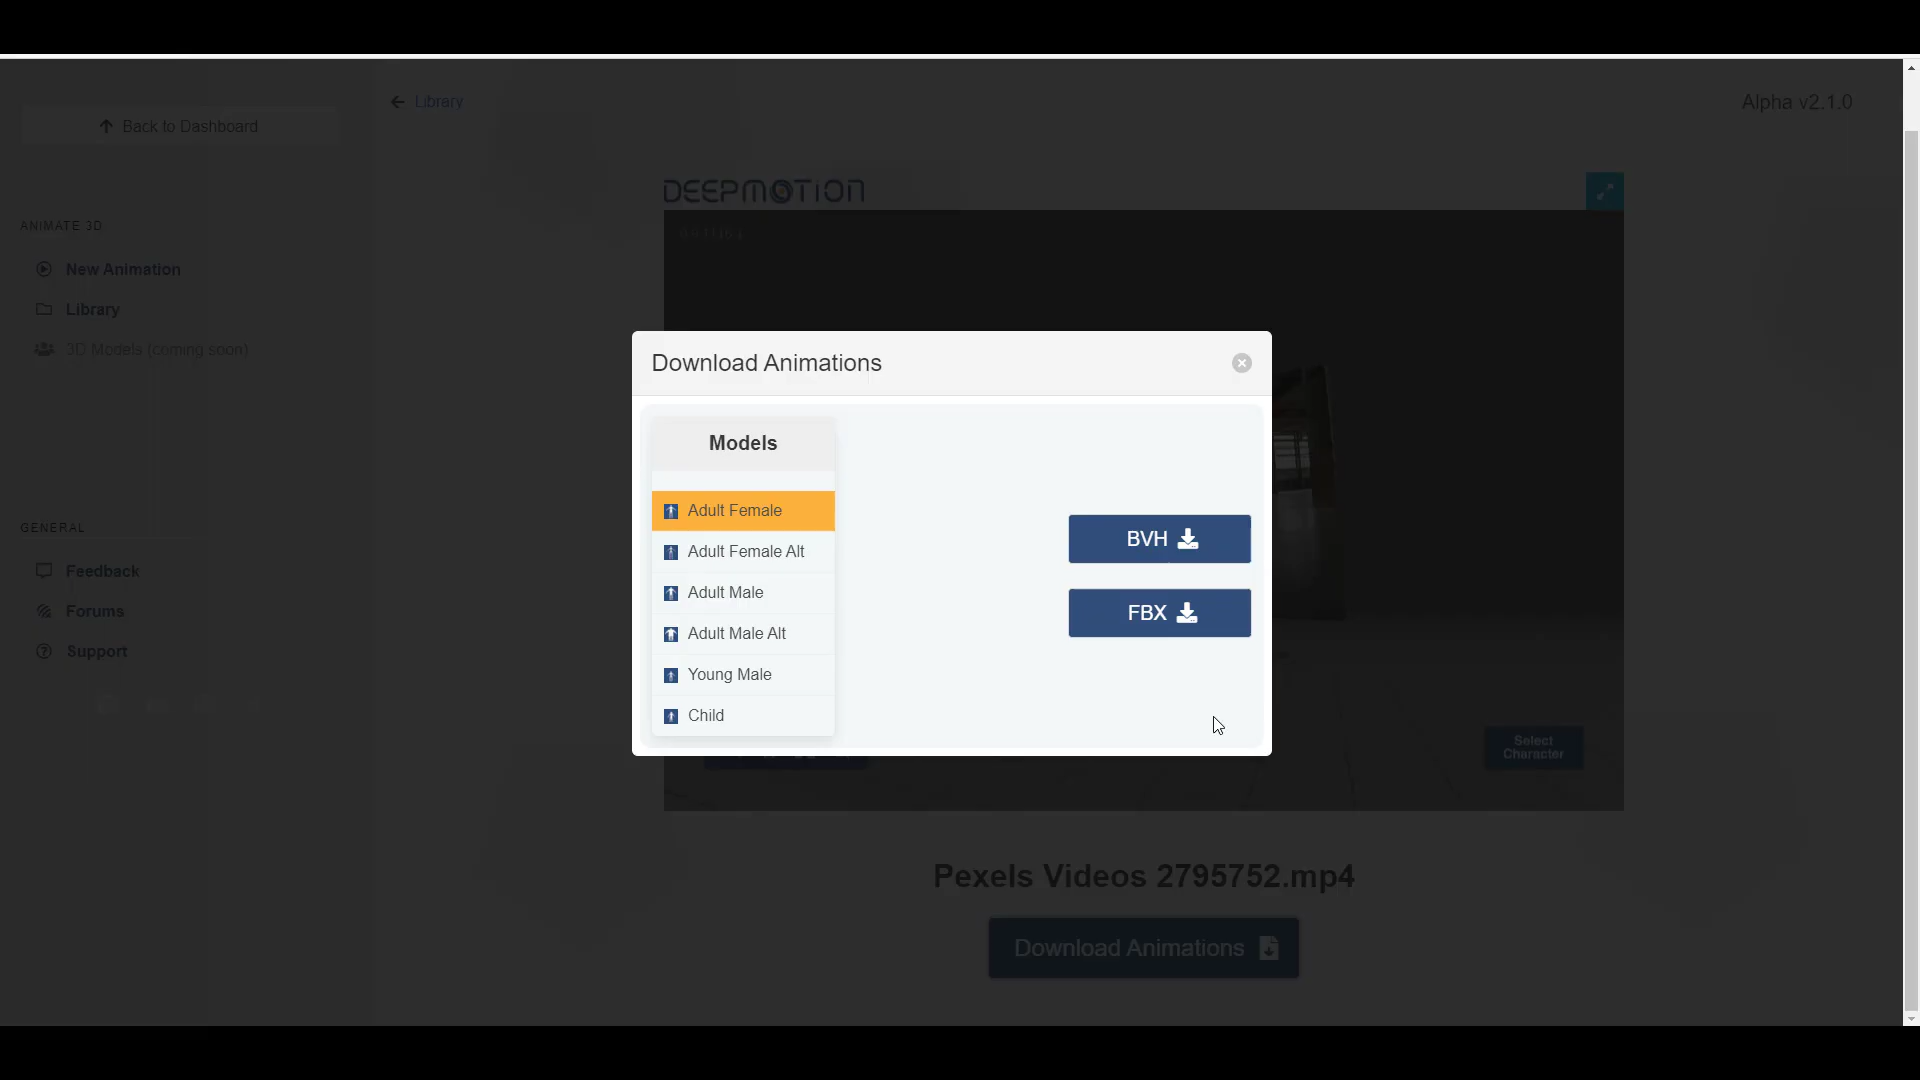 Library
Alpha v2.1.0
Back to Dashboard
DEEPMOTION
ANIMATE 3D
New Animation
Library
3D Models (coming soon)
Download Animations
Models
Adult Female
Adult Female Alt
Adult Male
Adult Male Alt
Young Male
Child
BVH
FBX
GENERAL
Feedback
Forums
Support
Select
Character
Pexels Videos 2795752.mp4
Download Animations